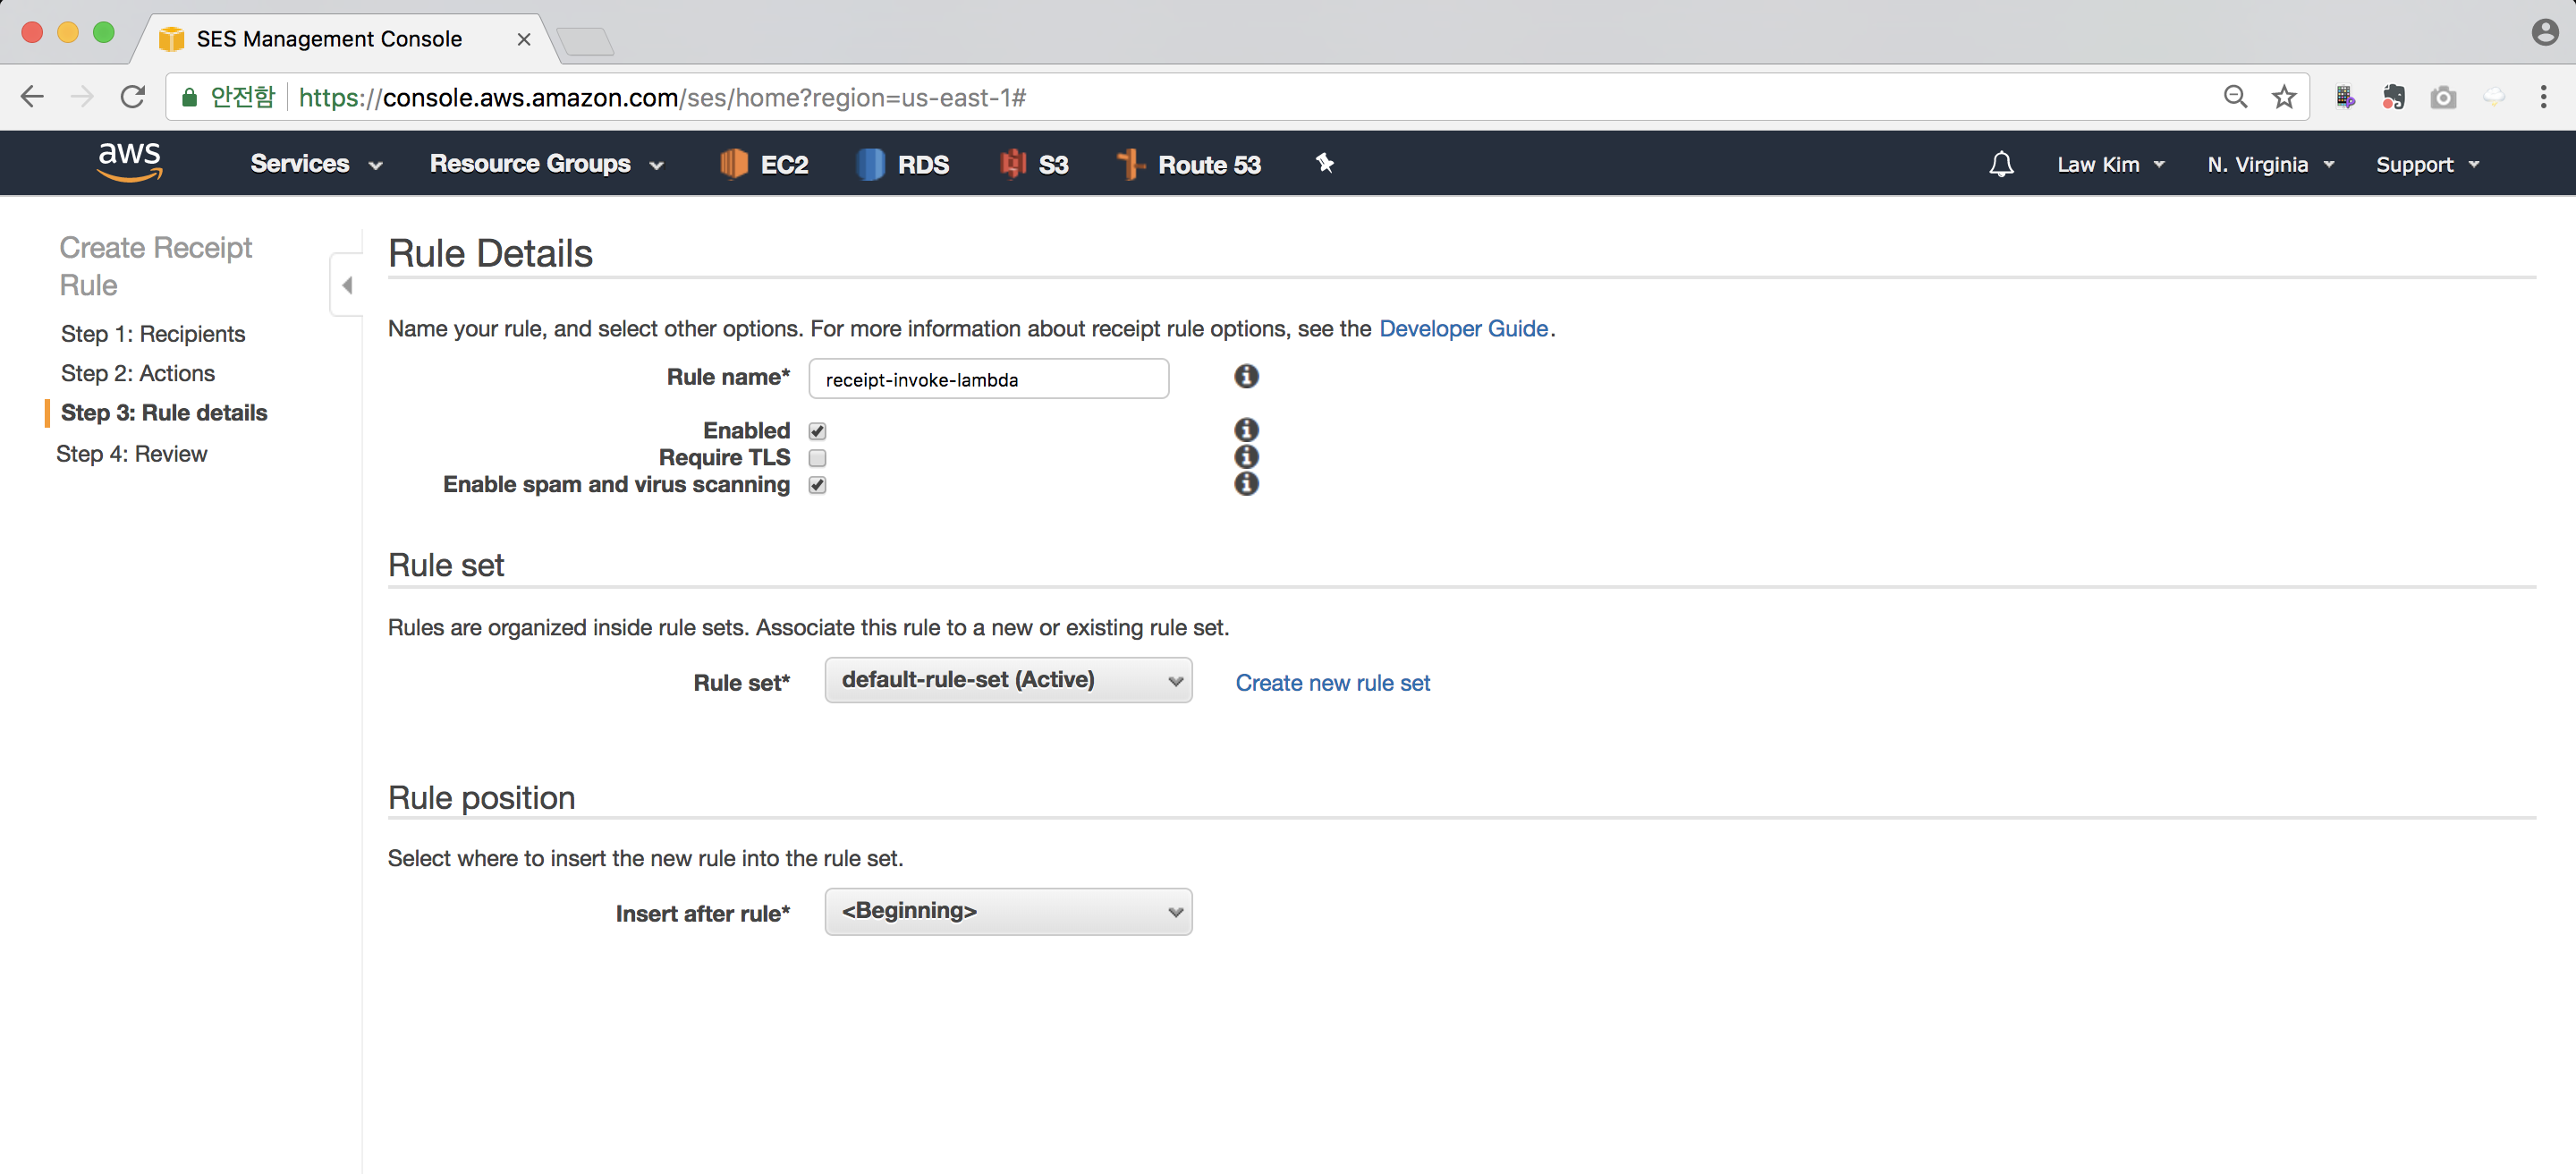 SES Management Console
안전함 https://console.aws.amazon.com/ses/home?region=us-east-1#
aws Services Resource Groups EC2 RDS S3 Route 53 Law Kim N. Virginia Support
Create Receipt
Rule
Step 1: Recipients
Step 2: Actions
Step 3: Rule details
Step 4: Review
Rule Details
Name your rule, and select other options. For more information about receipt rule options, see the Developer Guide.
Rule name* receipt-invoke-lambda
Enabled
Require TLS
Enable spam and virus scanning
Rule set
Rules are organized inside rule sets. Associate this rule to a new or existing rule set.
Rule set* default-rule-set (Active) Create new rule set
Rule position
Select where to insert the new rule into the rule set.
Insert after rule* <Beginning>